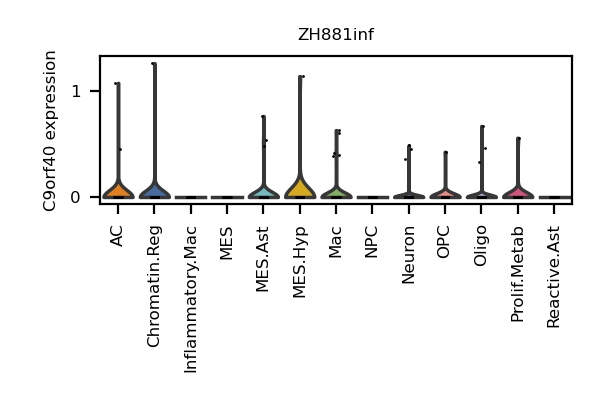 ZH881inf
C9orf40 expression
1
0
AC
Chromatin.Reg
Inflammatory.Mac
MES
MES.Ast
MES.Hyp
Mac
NPC
Neuron
OPC
Oligo
Prolif.Metab
Reactive.Ast